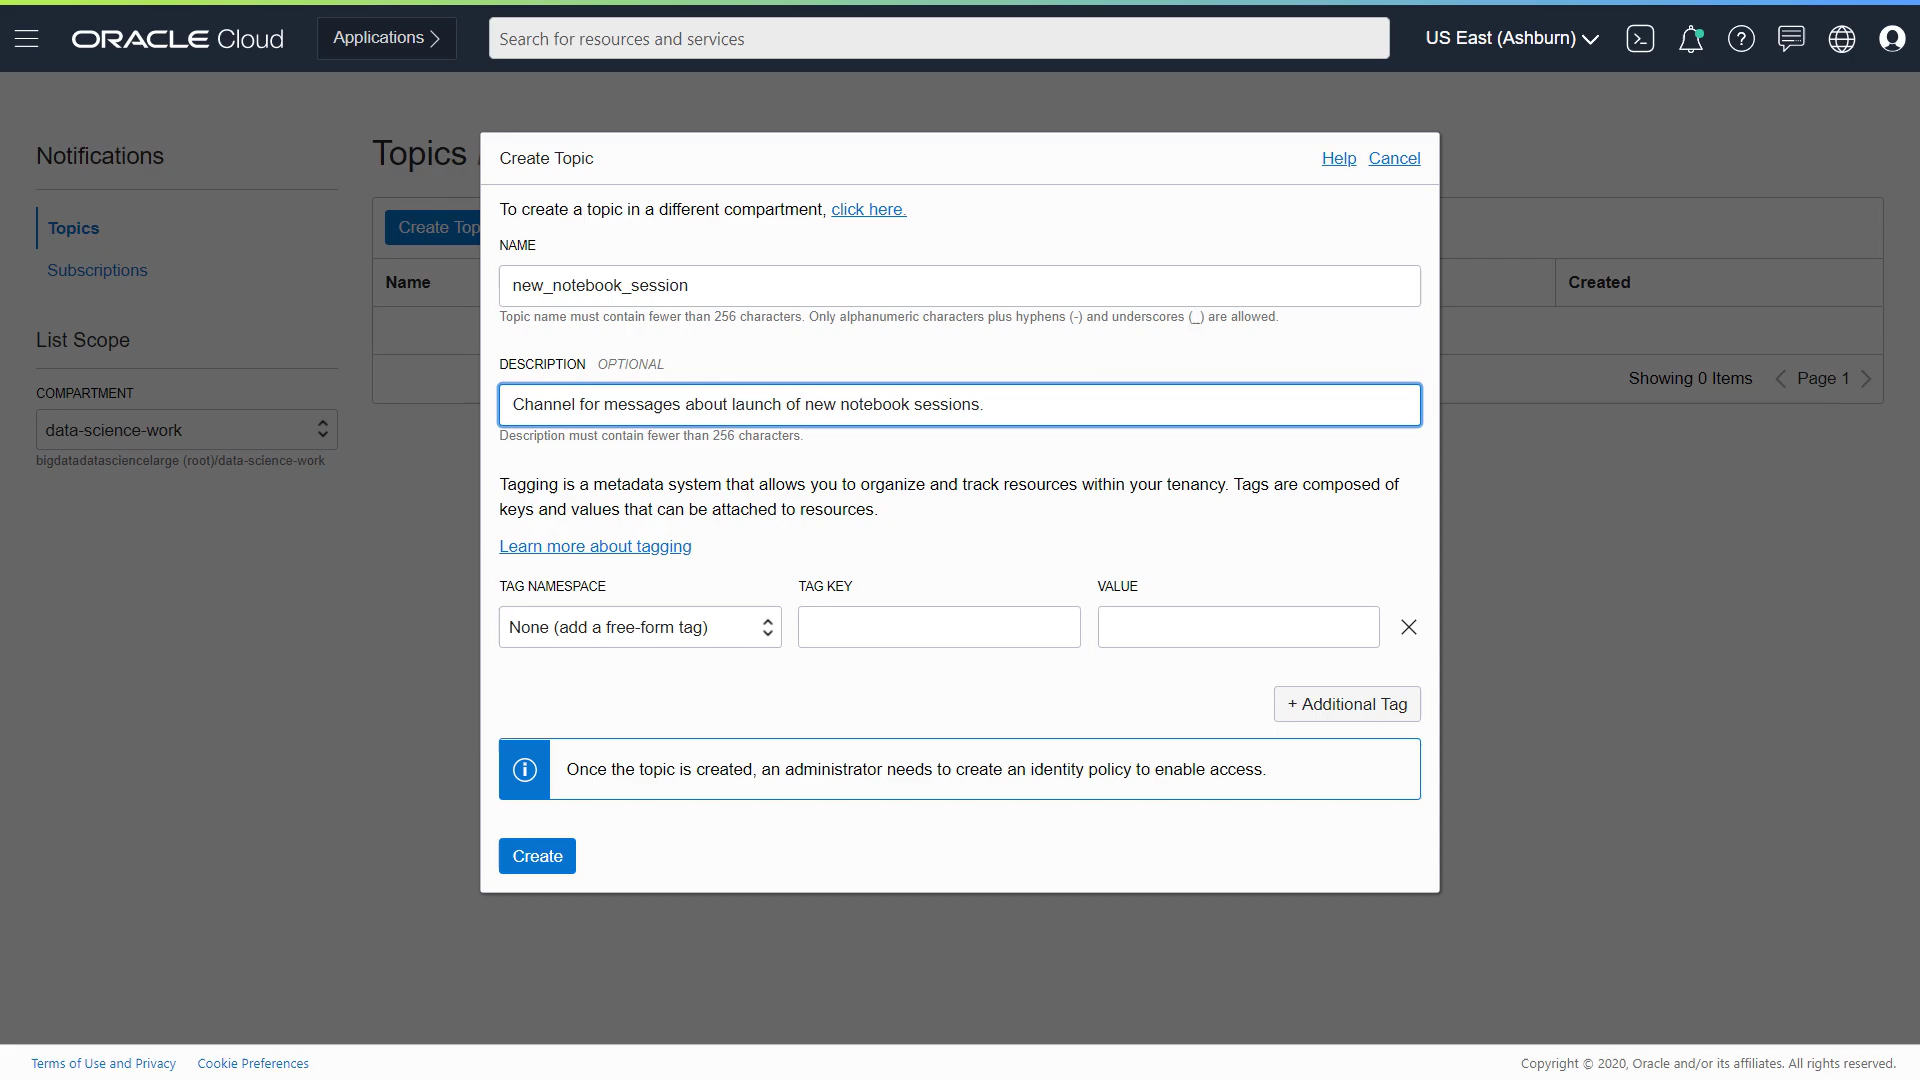 ORACLE Cloud
Applications
Search for resources and services
US East (Ashburn)
Notifications
Topics
Subscriptions
List Scope
COMPARTMENT
data-science-work
bigdatadatasciencelarge (root)/data-science-work
Topics
Create Top
Name
Created
Showing 0 Items
Page 1
Create Topic
Help
Cancel
To create a topic in a different compartment, click here.
NAME
new_notebook_session
Topic name must contain fewer than 256 characters. Only alphanumeric characters plus hyphens (-) and underscores (_) are allowed.
DESCRIPTION OPTIONAL
Channel for messages about launch of new notebook sessions.
Description must contain fewer than 256 characters.
Tagging is a metadata system that allows you to organize and track resources within your tenancy. Tags are composed of
keys and values that can be attached to resources.
Learn more about tagging
TAG NAMESPACE
TAG KEY
VALUE
None (add a free-form tag)
+ Additional Tag
Once the topic is created, an administrator needs to create an identity policy to enable access.
Create
Terms of Use and Privacy
Cookie Preferences
Copyright © 2020, Oracle and/or its affiliates. All rights reserved.